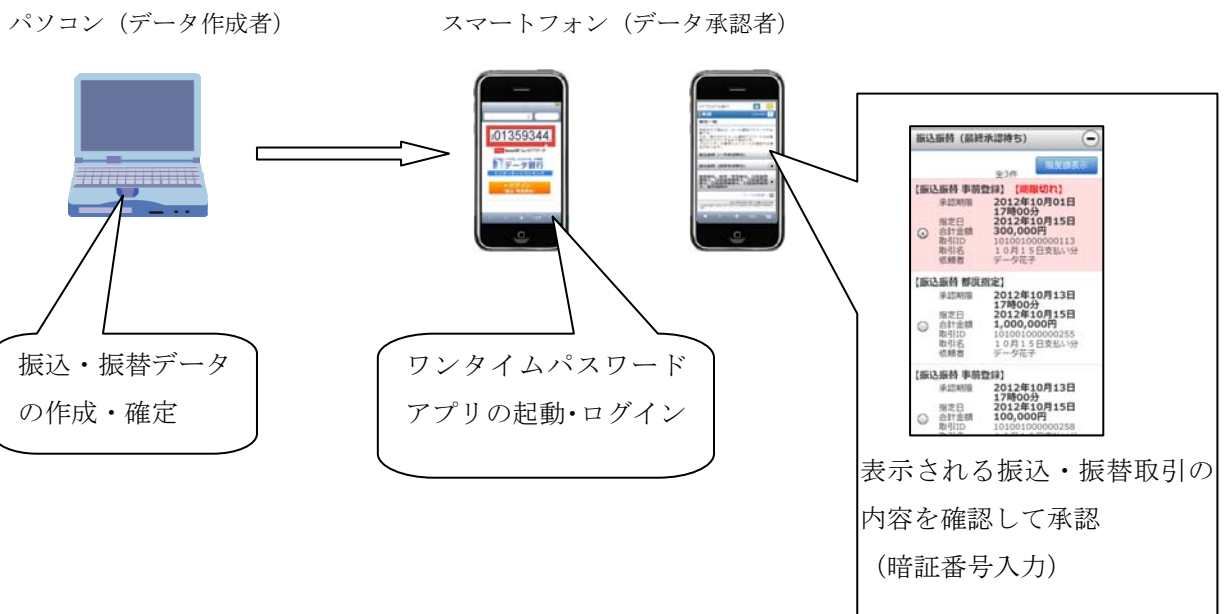 パソコン（データ作成者）
スマートフォン（データ承認者）
01359344
データ銀行
ログイン
振込・振替データ
の作成・確定
ワンタイムパスワード
アプリの起動・ログイン
振込振替（最終承認待ち）
全3件
限度額表示
【振込振替 事前登録】【期限切れ】
承認期限 2012年10月01日
17時00分
指定日 2012年10月15日
合計金額 300,000円
取引ID 101001000000113
取引名 １０月１５日支払い分
依頼者 データ花子
【振込振替 都度指定】
承認期限 2012年10月13日
17時00分
指定日 2012年10月15日
合計金額 1,000,000円
取引ID 101001000000255
取引名 １０月１５日支払い分
依頼者 データ花子
【振込振替 事前登録】
承認期限 2012年10月13日
17時00分
指定日 2012年10月15日
合計金額 100,000円
取引ID 101001000000258
表示される振込・振替取引の
内容を確認して承認
（暗証番号入力）